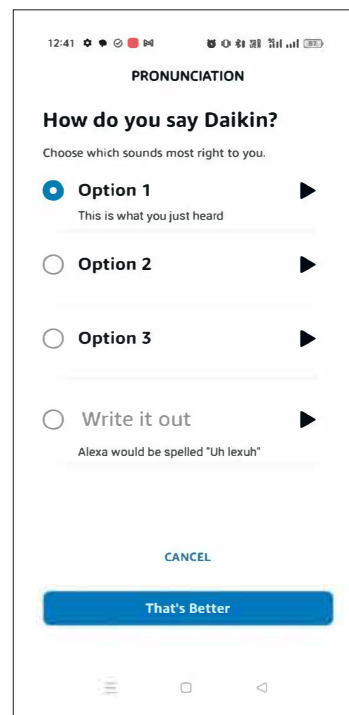 12:41
PRONUNCIATION
How do you say Daikin?
Choose which sounds most right to you.
Option 1
This is what you just heard
Option 2
Option 3
Write it out
Alexa would be spelled "Uh lexuh"
CANCEL
That's Better